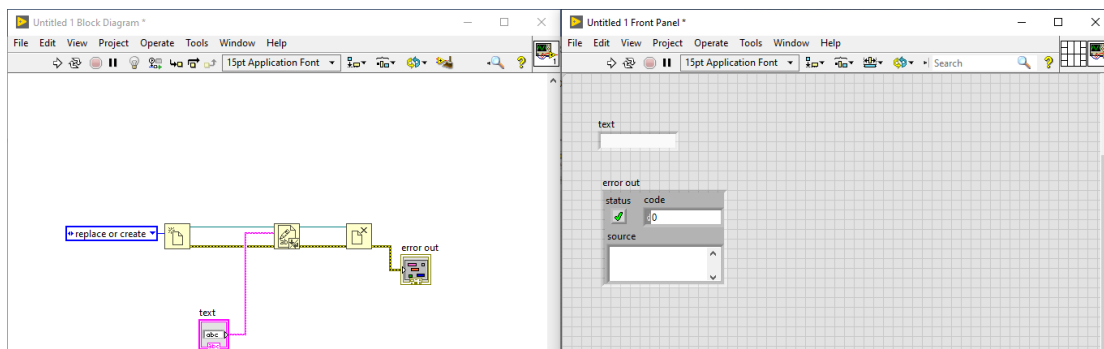 Untitled 1 Block Diagram *
File Edit View Project Operate Tools Window Help
15pt Application Font
replace or create
error out
text
abc
Untitled 1 Front Panel *
File Edit View Project Operate Tools Window Help
15pt Application Font
Search
text
error out
status code
0
source